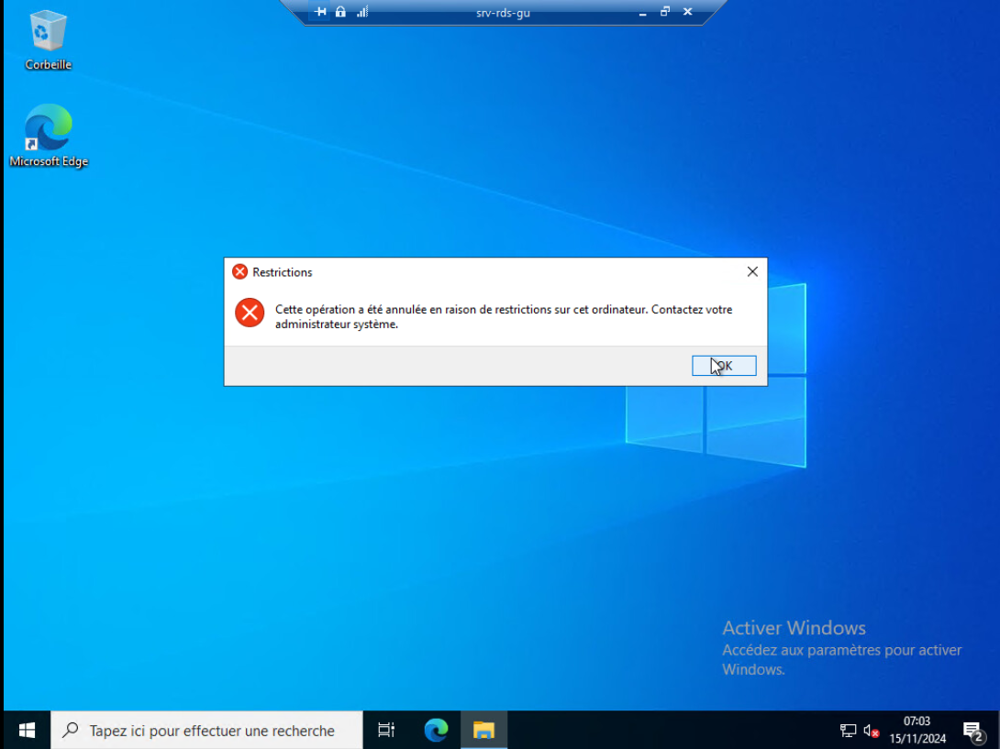 srv-rds-gu
Corbeille
Microsoft Edge
Restrictions
Cette opération a été annulée en raison de restrictions sur cet ordinateur. Contactez votre
administrateur système.
OK
Activer Windows
Accédez aux paramètres pour activer
Windows.
Tapez ici pour effectuer une recherche
07:03
15/11/2024
2